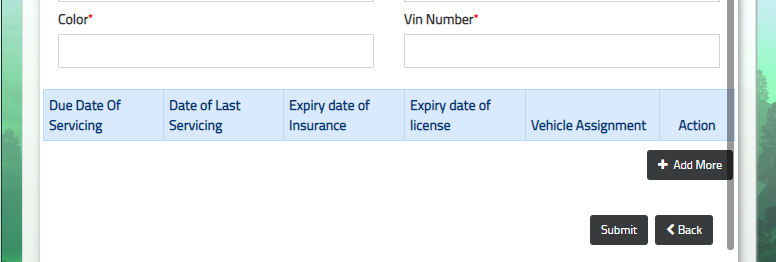 Color*
Vin Number*
Due Date Of Servicing
Date of Last Servicing
Expiry date of Insurance
Expiry date of license
Vehicle Assignment
Action
Add More
Submit
Back